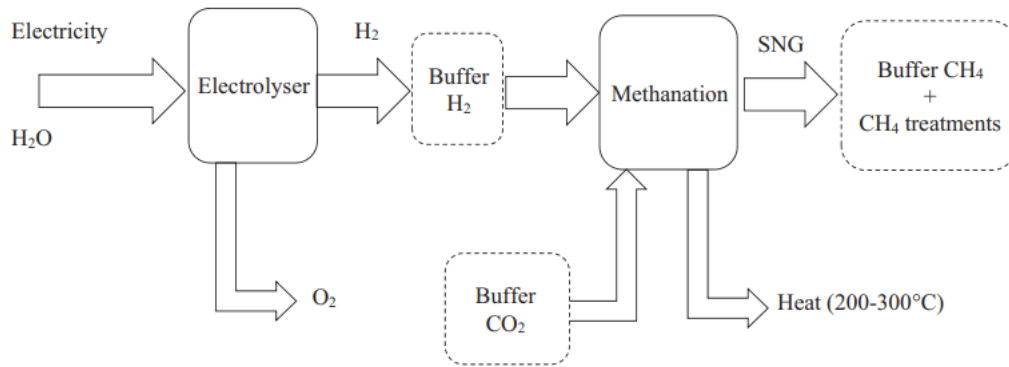 Electricity
H₂O
Electrolyser
H₂
O₂
Buffer
H₂
Methanation
Buffer
CO₂
SNG
Heat (200-300°C)
Buffer CH₄
+
CH₄ treatments